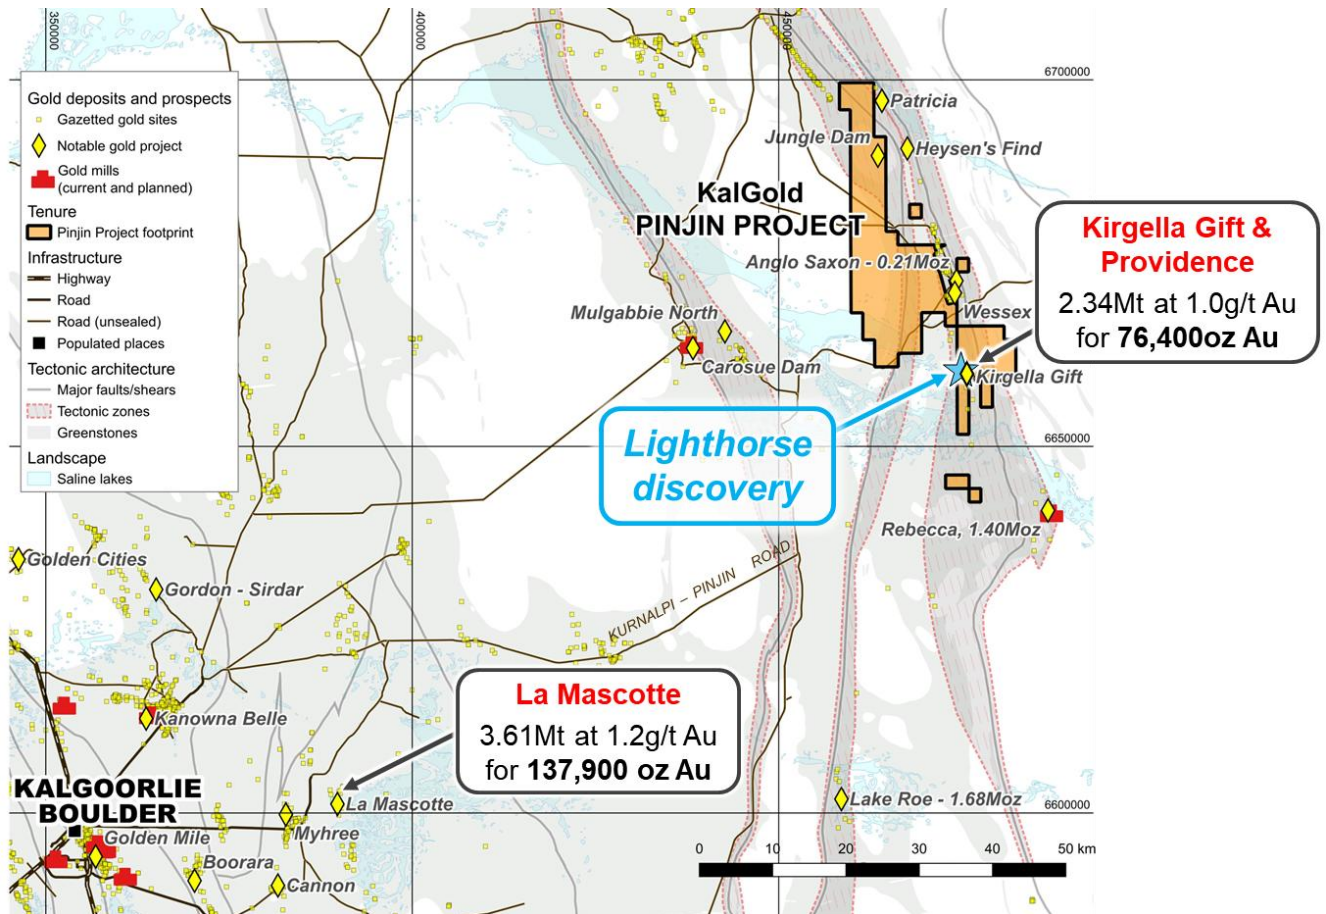 350000
400000
450000
6700000
Gold deposits and prospects
Gazetted gold sites
Notable gold project
Gold mills
(current and planned)
Tenure
Pinjin Project footprint
Infrastructure
Highway
Road
Road (unsealed)
Populated places
Tectonic architecture
Major faults/shears
Tectonic zones
Greenstones
Landscape
Saline lakes
Patricia
Jungle Dam
Heysen's Find
KalGold
PINJIN PROJECT
Anglo Saxon - 0.21Moz
Kirgella Gift &
Providence
2.34Mt at 1.0g/t Au
for 76,400oz Au
Mulgabbie North
Wessex
Carosue Dam
Kirgella Gift
Lighthorse
discovery
6650000
Rebecca, 1.40Moz
Golden Cities
Gordon - Sirdar
KURNALPI – PINJIN ROAD
La Mascotte
3.61Mt at 1.2g/t Au
for 137,900 oz Au
Kanowna Belle
KALGOORLIE
BOULDER
La Mascotte
Lake Roe - 1.68Moz
6600000
Golden Mile
Myhree
Boorara
Cannon
0 10 20 30 40 50 km